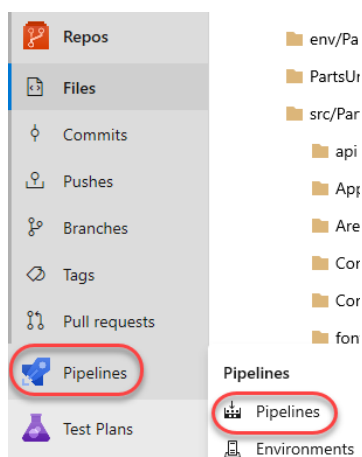 Repos
Files
Commits
Pushes
Branches
Tags
Pull requests
Pipelines
Test Plans
env/Pa
PartsUn
src/Par
api
App
Are
Con
Con
fon
Pipelines
Pipelines
Environments